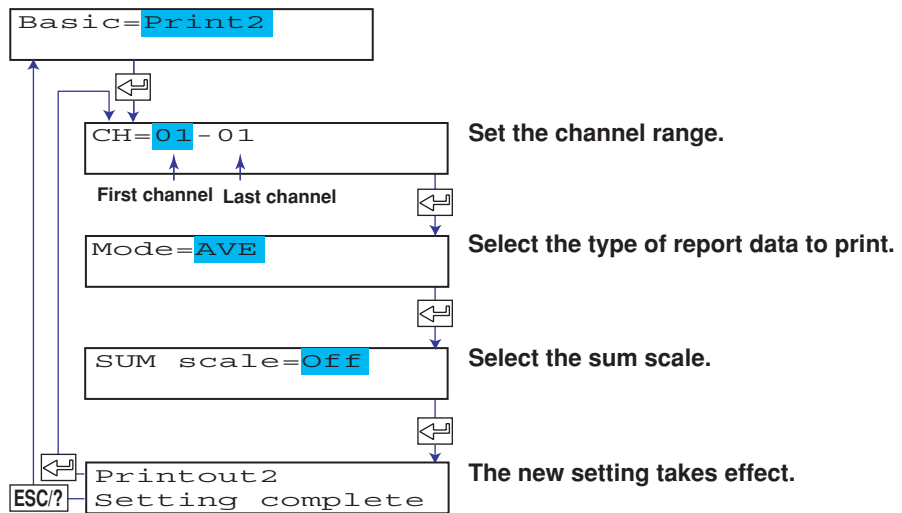 Basic=Print2
CH=01-01
Set the channel range.
First channel Last channel
Mode=AVE
Select the type of report data to print.
SUM scale=Off
Select the sum scale.
Printout2
Setting complete
The new setting takes effect.
ESC/?